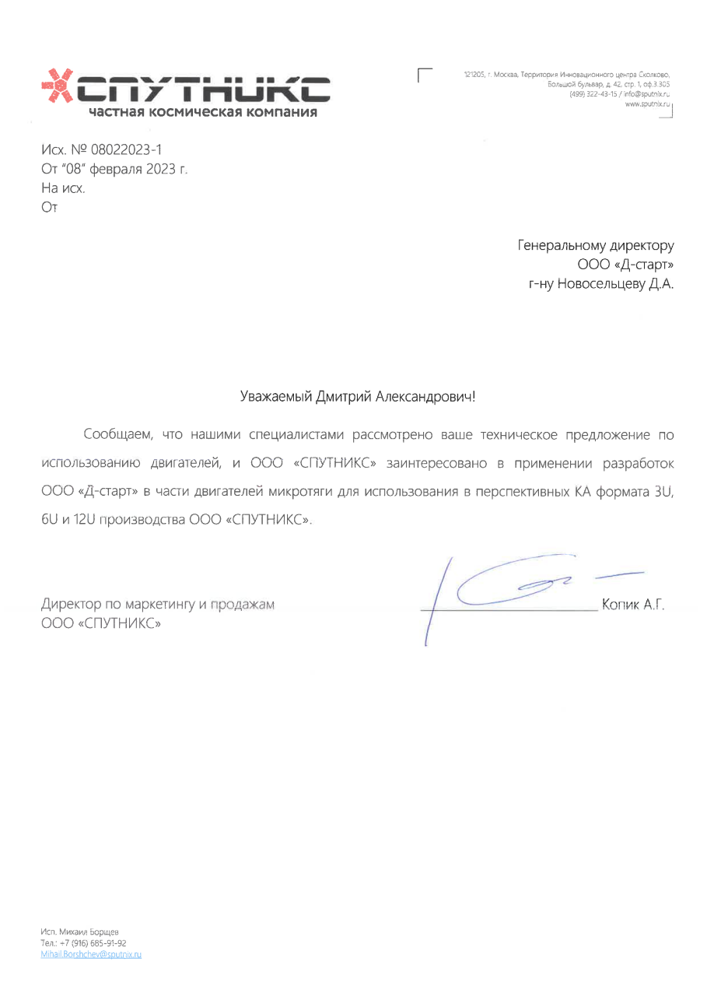 СПУТНИКС
частная космическая компания
121205, г. Москва, Территория Инновационного центра Сколково,
Большой бульвар, д. 42, стр. 1, оф.3.305
(499) 322-43-15 / info@sputnix.ru
www.sputnix.ru
Исх. № 08022023-1
От “08” февраля 2023 г.
На исх.
От
Генеральному директору
ООО «Д-старт»
г-ну Новосельцеву Д.А.
Уважаемый Дмитрий Александрович!
Сообщаем, что нашими специалистами рассмотрено ваше техническое предложение по
использованию двигателей, и ООО «СПУТНИКС» заинтересовано в применении разработок
ООО «Д-старт» в части двигателей микротяги для использования в перспективных КА формата 3U,
6U и 12U производства ООО «СПУТНИКС».
Директор по маркетингу и продажам
ООО «СПУТНИКС»
Копик А.Г.
Исп. Михаил Борщев
Тел.: +7 (916) 685-91-92
Mihail.Borshchev@sputnix.ru